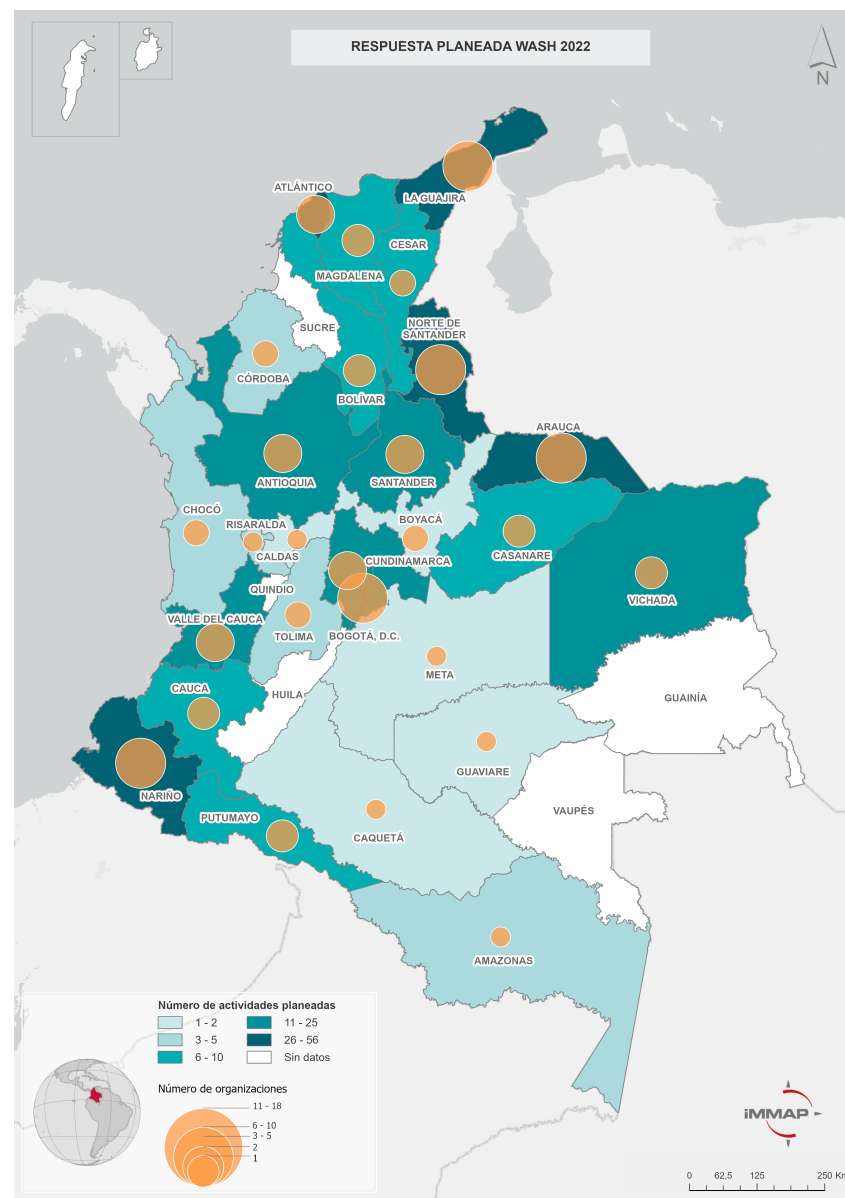 RESPUESTA PLANEADA WASH 2022
N
ATLÁNTICO
LA GUAJIRA
CESAR
MAGDALENA
SUCRE
NORTE DE
SANTANDER
CÓRDOBA
BOLÍVAR
ARAUCA
ANTIOQUIA
SANTANDER
CHOCÓ
RISARALDA
BOYACÁ
CALDAS
CUNDINAMARCA
CASANARE
QUINDIO
VICHADA
VALLE DEL CAUCA
TOLIMA
BOGOTÁ, D.C.
META
CAUCA
HUILA
GUAINÍA
GUAVIARE
NARIÑO
PUTUMAYO
CAQUETÁ
VAUPÉS
AMAZONAS
Número de actividades planeadas
1 - 2
11 - 25
3 - 5
26 - 56
6 - 10
Sin datos
Número de organizaciones
11 - 18
6 - 10
3 - 5
2
1
iMMAP
0 62,5 125 250 Km